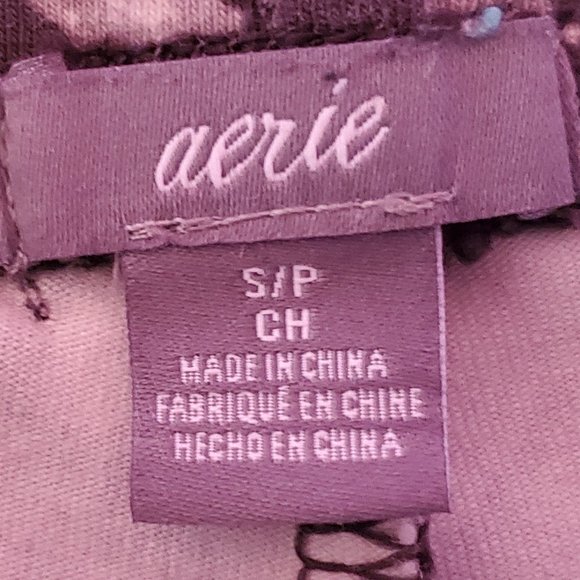 aerie
S/P
CH
MADE IN CHINA
FABRIQUÉ EN CHINE
HECHO EN CHINA